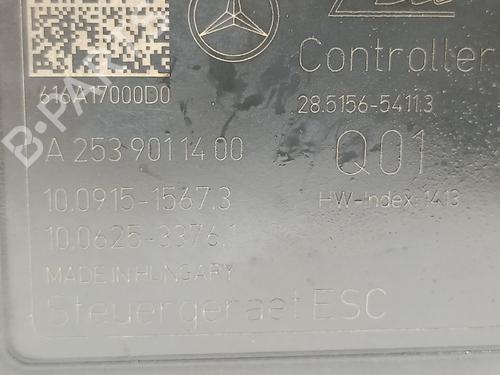 Controller
616A17000D0
28.5156-5411.3
A 253 901 14 00
Q01
10.0915-1567.3
HW-Index: 1413
10.0625-3376.1
MADE IN HUNGARY
Steuergeraet ESC
B-PARTS